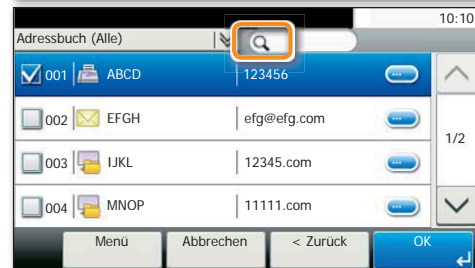 10:10
Adressbuch (Alle)
001 ABCD 123456
002 EFGH efg@efg.com
003 IJKL 12345.com
1/2
004 MNOP 11111.com
Menü Abbrechen < Zurück OK